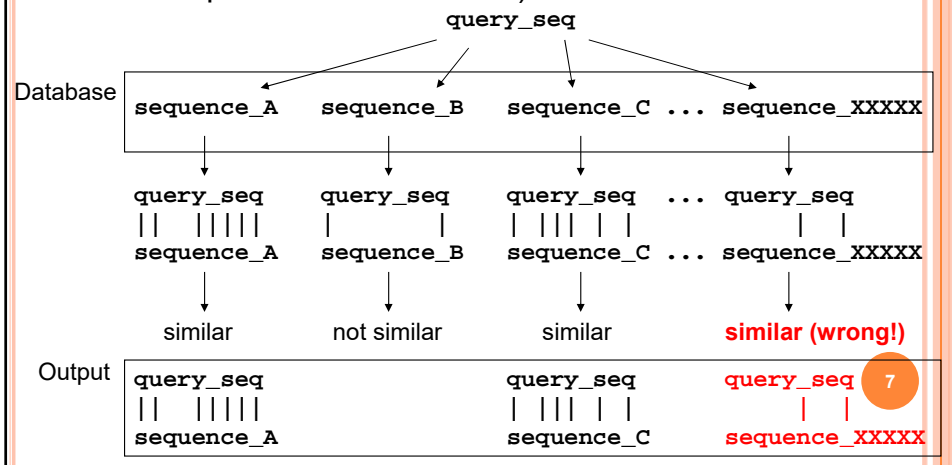 query_seq
Database
sequence_A sequence_B sequence_C ... sequence_XXXXX
query_seq query_seq query_seq ... query_seq
|| ||||| | | | ||| | | | |
sequence_A sequence_B sequence_C ... sequence_XXXXX
similar not similar similar similar (wrong!)
Output
query_seq query_seq query_seq 7
|| ||||| | ||| | | | |
sequence_A sequence_C sequence_XXXXX